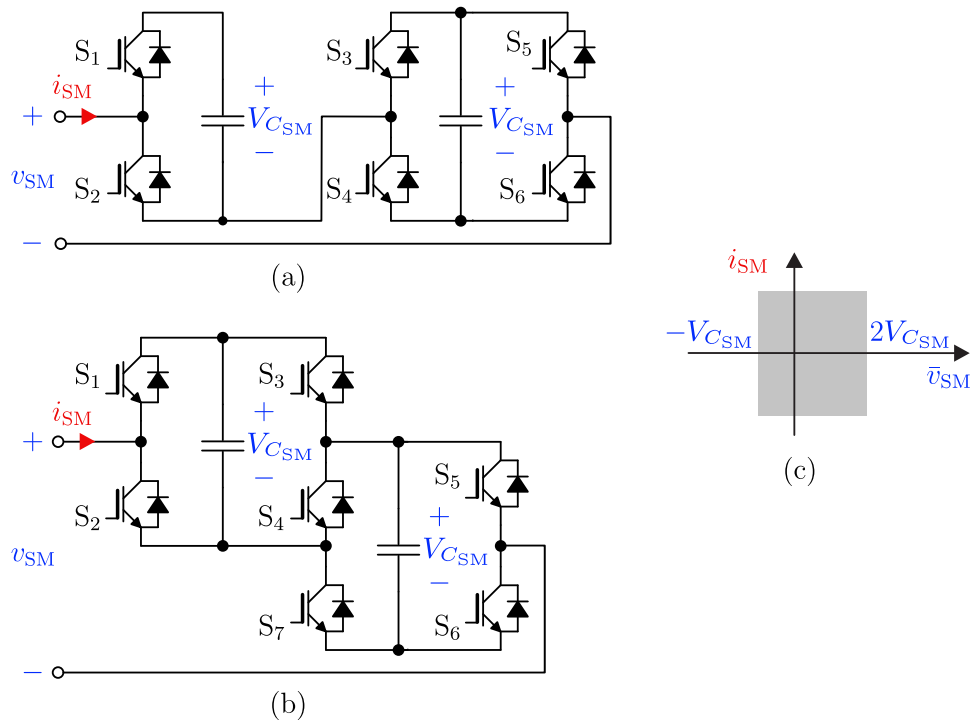 S1
S3
S5
iSM
+
+
+
VCSM
VCSM
−
−
vSM
S2
S4
S6
−
(a)
iSM
−VCSM
2VCSM
v̄SM
(c)
S1
S3
iSM
+
+
VCSM
−
S5
S2
S4
+
VCSM
vSM
−
S7
S6
−
(b)